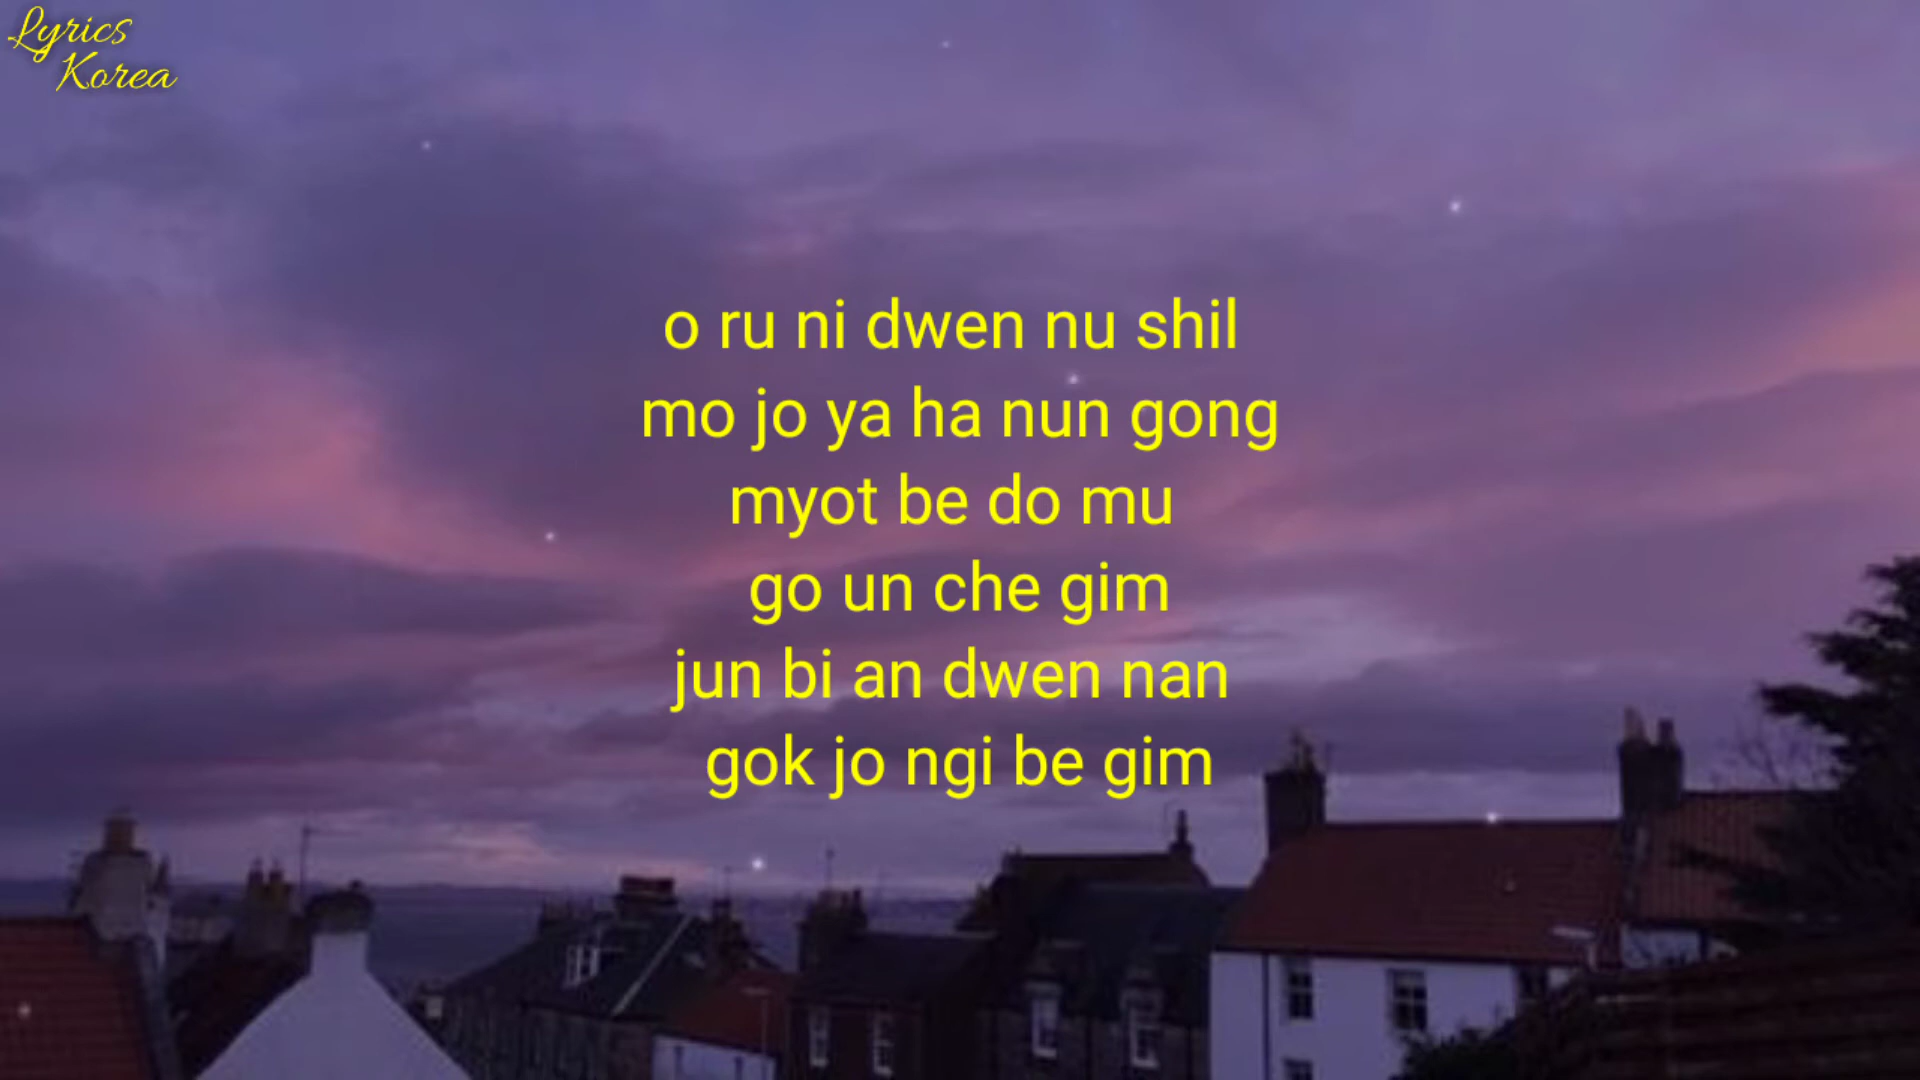 Lyrics
Korea
o ru ni dwen nu shil
mo jo ya ha nun gong
myot be do mu
go un che gim
jun bi an dwen nan
gok jo ngi be gim